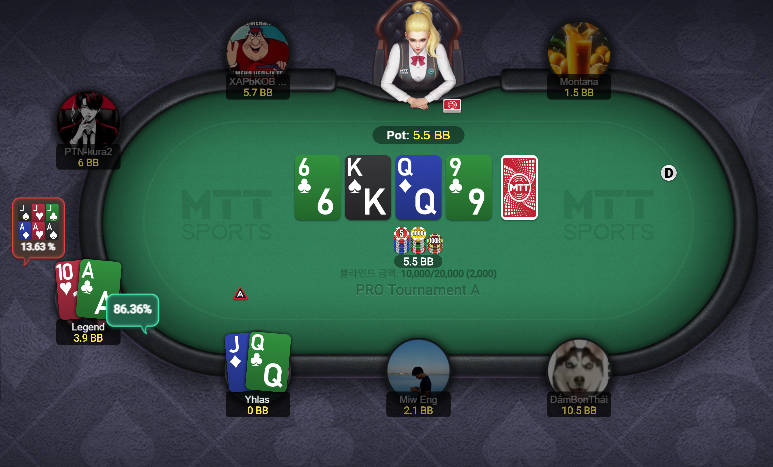 ХАРЬКОВ ...
5.7 BB
Montana
1.5 BB
MTT
PTN-kura2
6 BB
Pot: 5.5 BB
6
6
K
K
Q
Q
9
9
MTT
D
MTT
SPORTS
MTT
SPORTS
J J J
A A A
13.63 %
5.5 BB
블라인드 금액: 10,000/20,000 (2,000)
PRO Tournament A
10
A
A
86.36%
Legend
3.9 BB
A
J
Q
Q
Yhlas
0 BB
Miw Eng
2.1 BB
DấmBọnThải
10.5 BB